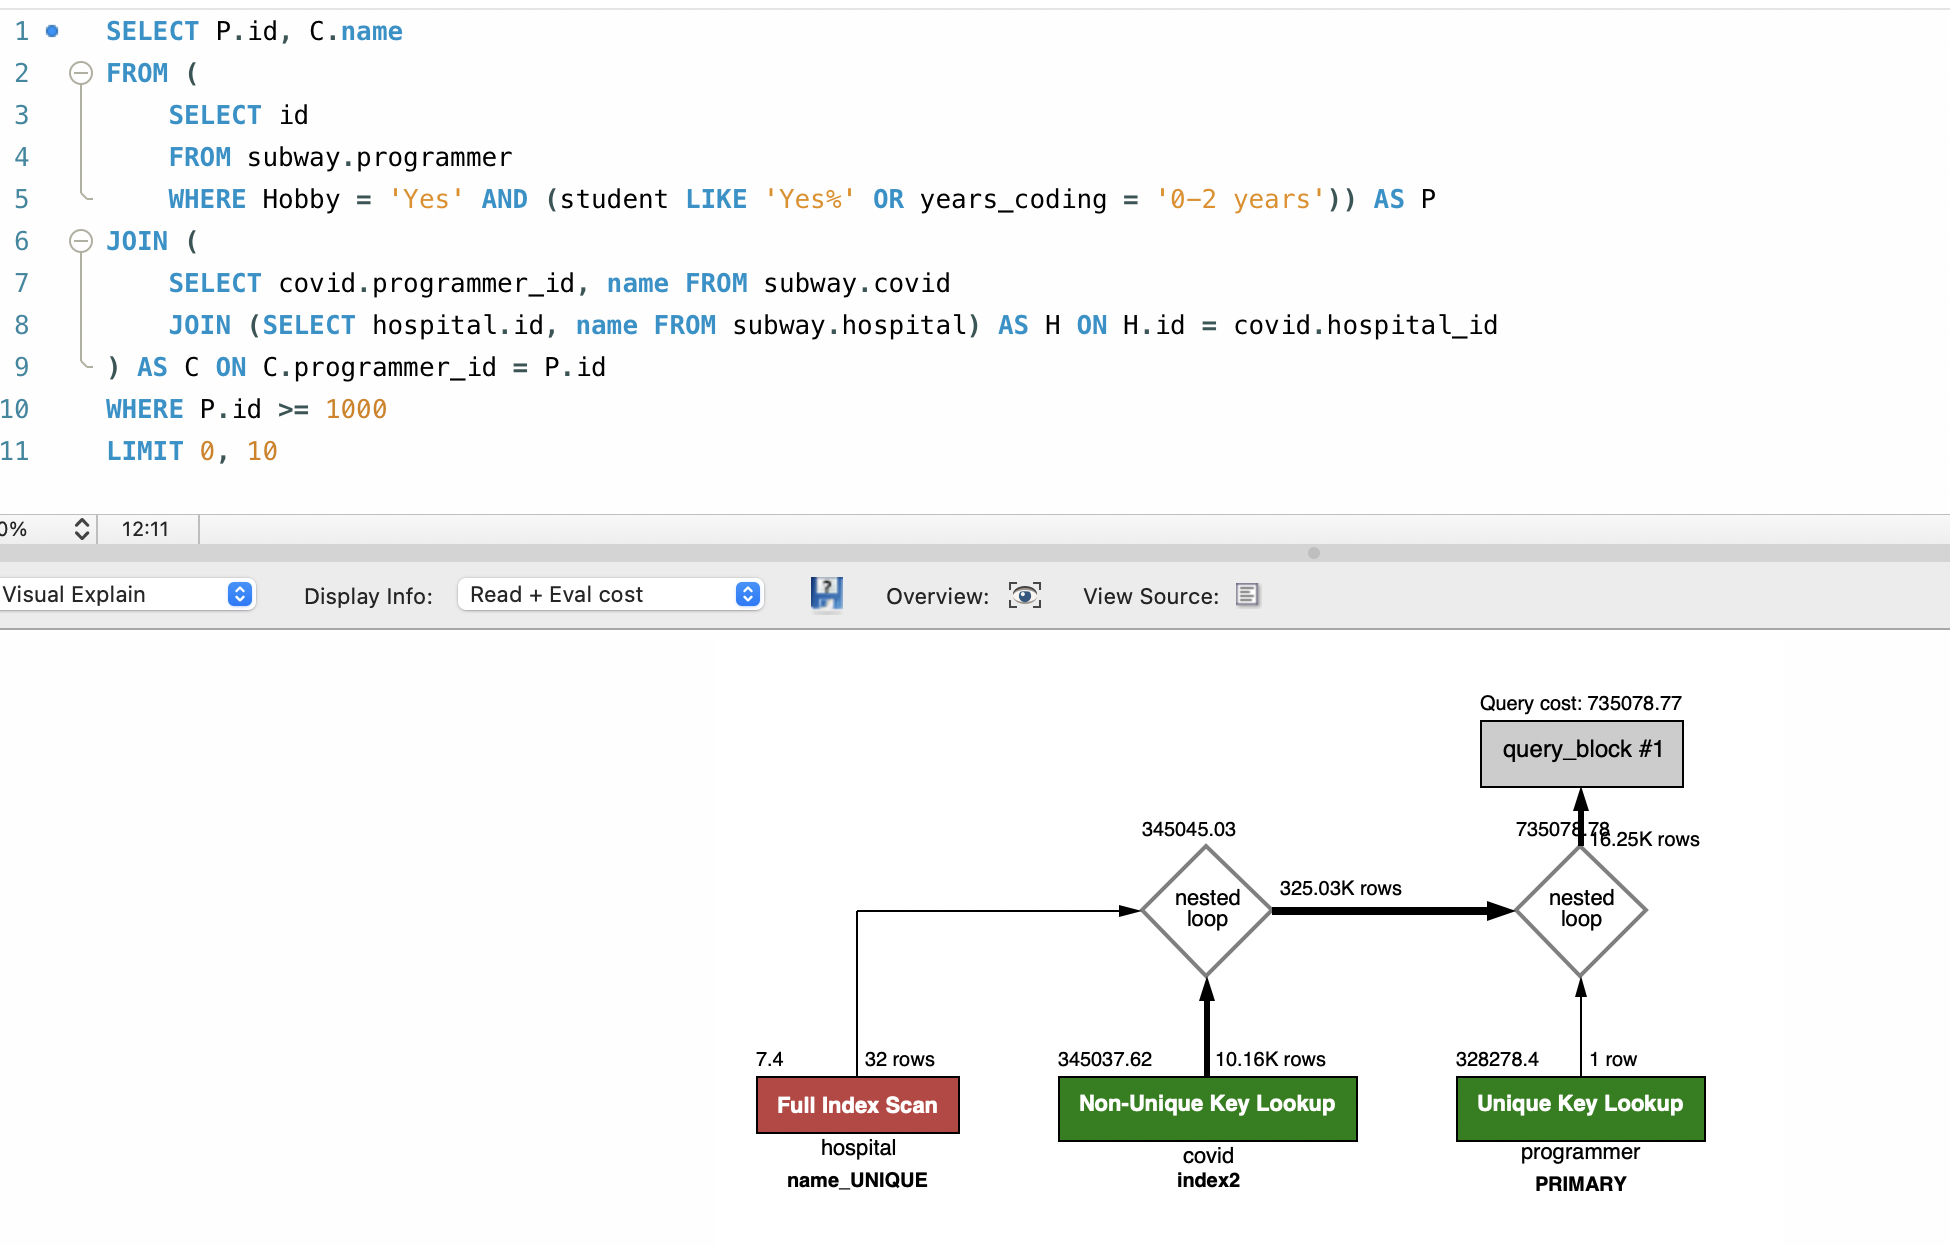 1 SELECT P.id, C.name
2 FROM (
3 SELECT id
4 FROM subway.programmer
5 WHERE Hobby = 'Yes' AND (student LIKE 'Yes%' OR years_coding = '0-2 years')) AS P
6 JOIN (
7 SELECT covid.programmer_id, name FROM subway.covid
8 JOIN (SELECT hospital.id, name FROM subway.hospital) AS H ON H.id = covid.hospital_id
9 ) AS C ON C.programmer_id = P.id
10 WHERE P.id >= 1000
11 LIMIT 0, 10
0% 12:11
Visual Explain Display Info: Read + Eval cost Overview: View Source:
Query cost: 735078.77
query_block #1
345045.03 735078.78
16.25K rows
325.03K rows
nested loop
nested loop
7.4 32 rows 345037.62 10.16K rows 328278.4 1 row
Full Index Scan Non-Unique Key Lookup Unique Key Lookup
hospital covid programmer
name_UNIQUE index2 PRIMARY